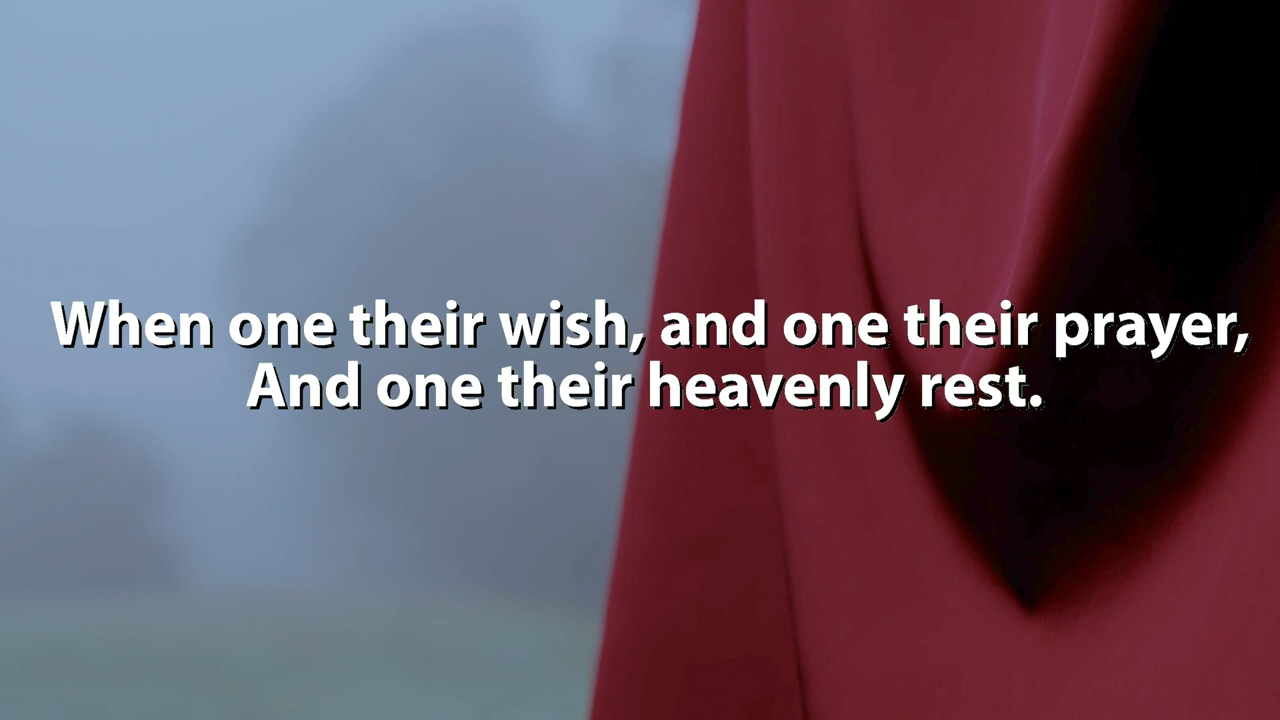 When one their wish, and one their prayer,
And one their heavenly rest.